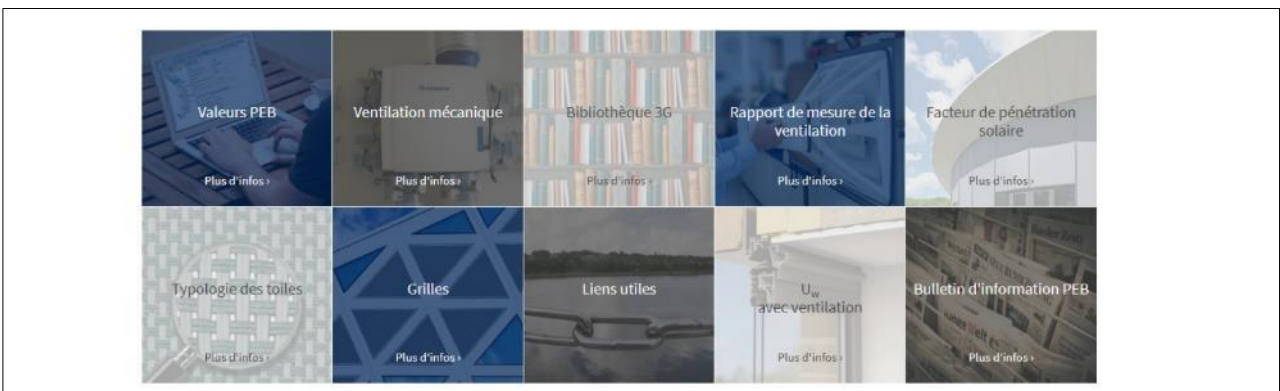 Valeurs PEB
Plus d'infos ›
Ventilation mécanique
Plus d'infos ›
Bibliothèque 3G
Plus d'infos ›
Rapport de mesure de la
ventilation
Plus d'infos ›
Facteur de pénétration
solaire
Plus d'infos ›
Typologie des toiles
Plus d'infos ›
Grilles
Plus d'infos ›
Liens utiles
Uw
avec ventilation
Plus d'infos ›
Bulletin d'information PEB
Plus d'infos ›